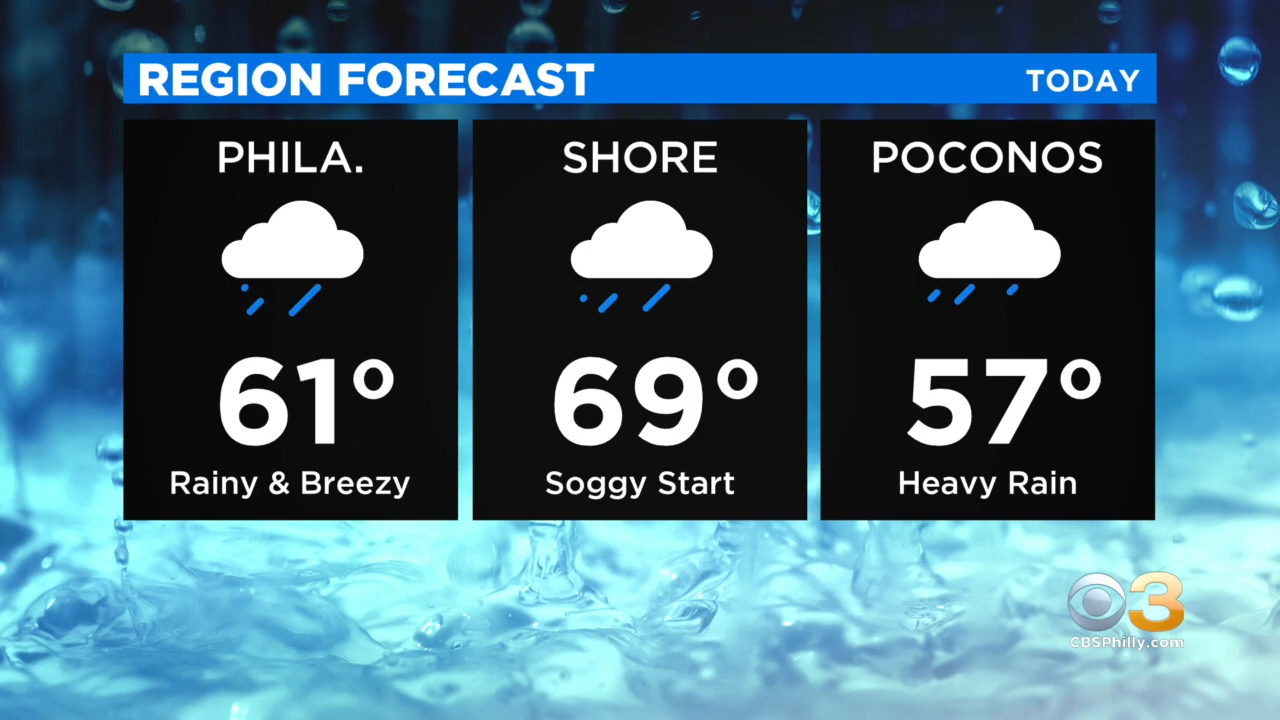 REGION FORECAST
TODAY
PHILA.
61°
Rainy & Breezy
SHORE
69°
Soggy Start
POCONOS
57°
Heavy Rain
3
CBSPhilly.com